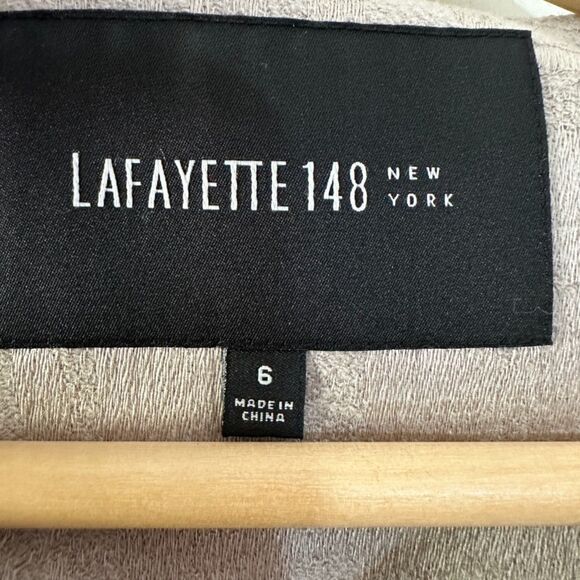 LAFAYETTE 148 NEW YORK
6
MADE IN
CHINA